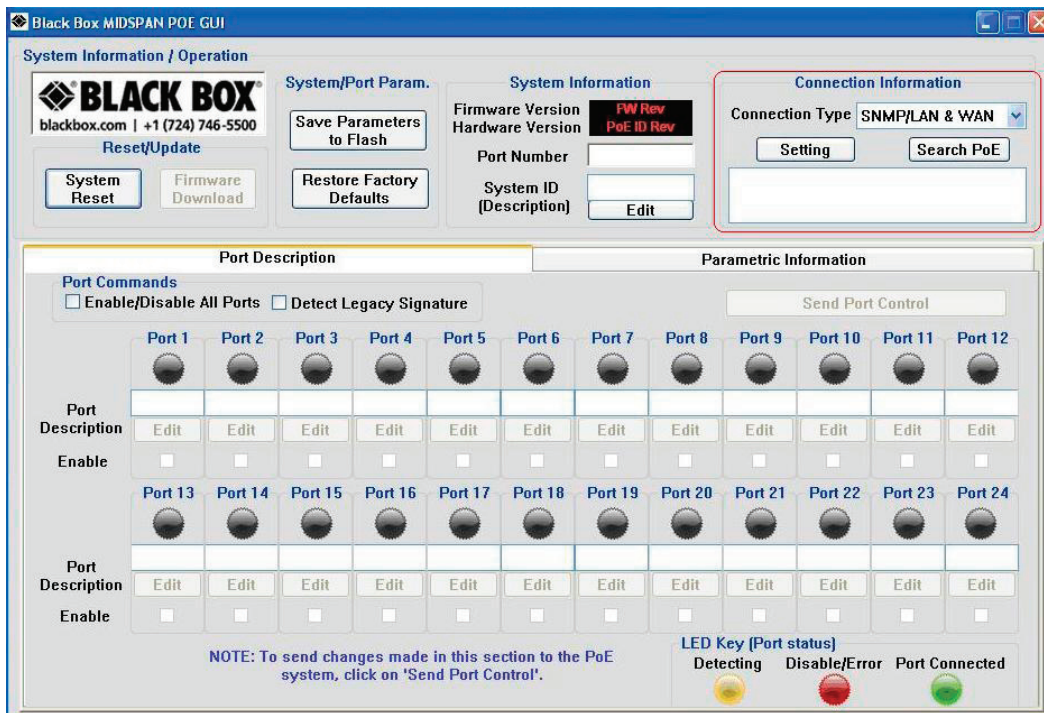 Black Box MIDSPAN POE GUI
System Information / Operation
BLACK BOX®
blackbox.com | +1 (724) 746-5500
Reset/Update
System Reset
Firmware Download
System/Port Param.
Save Parameters to Flash
Restore Factory Defaults
System Information
Firmware Version FW Rev
Hardware Version PoE ID Rev
Port Number
System ID (Description)
Edit
Connection Information
Connection Type SNMP/LAN & WAN
Setting Search PoE
Port Description Parametric Information
Port Commands
Enable/Disable All Ports Detect Legacy Signature
Send Port Control
Port 1 Port 2 Port 3 Port 4 Port 5 Port 6 Port 7 Port 8 Port 9 Port 10 Port 11 Port 12
Port Description
Edit Edit Edit Edit Edit Edit Edit Edit Edit Edit Edit Edit
Enable
Port 13 Port 14 Port 15 Port 16 Port 17 Port 18 Port 19 Port 20 Port 21 Port 22 Port 23 Port 24
Port Description
Edit Edit Edit Edit Edit Edit Edit Edit Edit Edit Edit Edit
Enable
NOTE: To send changes made in this section to the PoE
system, click on 'Send Port Control'.
LED Key (Port status)
Detecting Disable/Error Port Connected